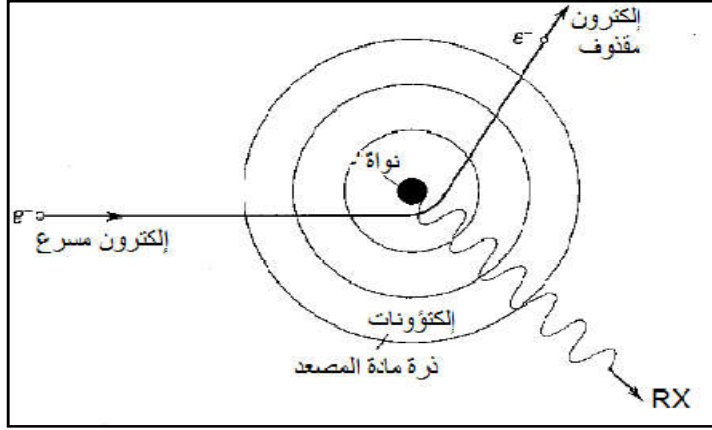 إلكترون
مقذوف
e⁻
نواة
e⁻
إلكترون مسرع
إلكتؤونات
ذرة مادة المصعد
RX